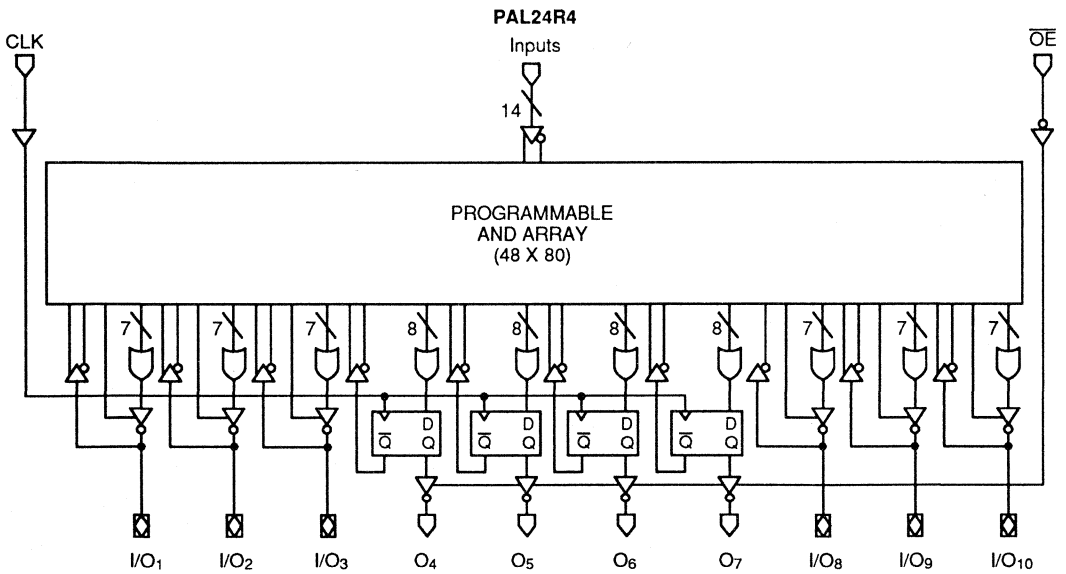 PAL24R4
CLK
Inputs
OE
14
PROGRAMMABLE
AND ARRAY
(48 X 80)
7 7 7 8 8 8 8 7 7 7
D D D D
Q Q Q Q Q Q Q Q
I/O1 I/O2 I/O3 O4 O5 O6 O7 I/O8 I/O9 I/O10